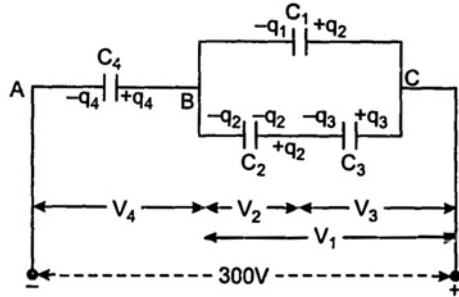 C₁
−q₁ +q₂
C₄
A −q₄ +q₄ B C
−q₂ −q₂ −q₃ +q₃
+q₂
C₂ C₃
V₄ V₂ V₃
V₁
− 300V +